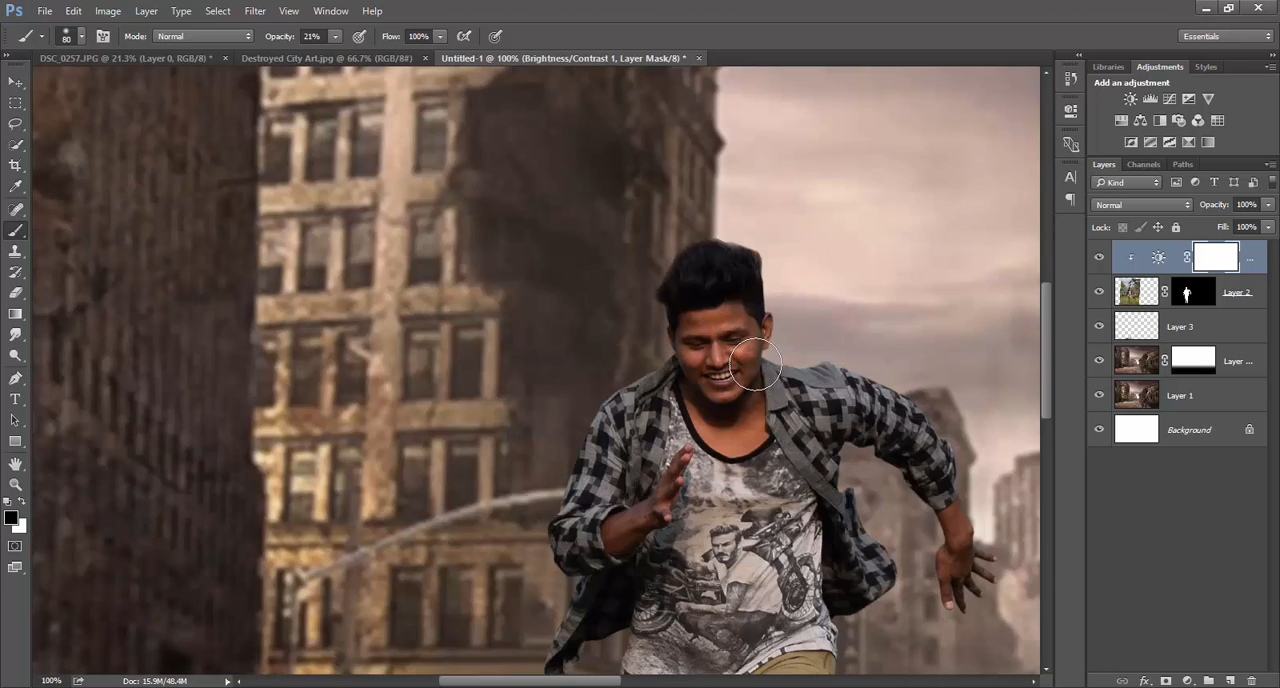 Ps File Edit Image Layer Type Select Filter View Window Help
80 Mode: Normal Opacity: 21% Flow: 100% Essentials
DSC_0257.JPG @ 21.3% (Layer 0, RGB/8) * × Destroyed City Art.jpg @ 66.7% (RGB/8#) × Untitled-1 @ 100% (Brightness/Contrast 1, Layer Mask/8) * ×
Libraries Adjustments Styles
Add an adjustment
Layers Channels Paths
Kind
Normal Opacity: 100%
Lock: Fill: 100%
...
Layer 2
Layer 3
Layer ...
Layer 1
Background
100% Doc: 15.9M/48.4M